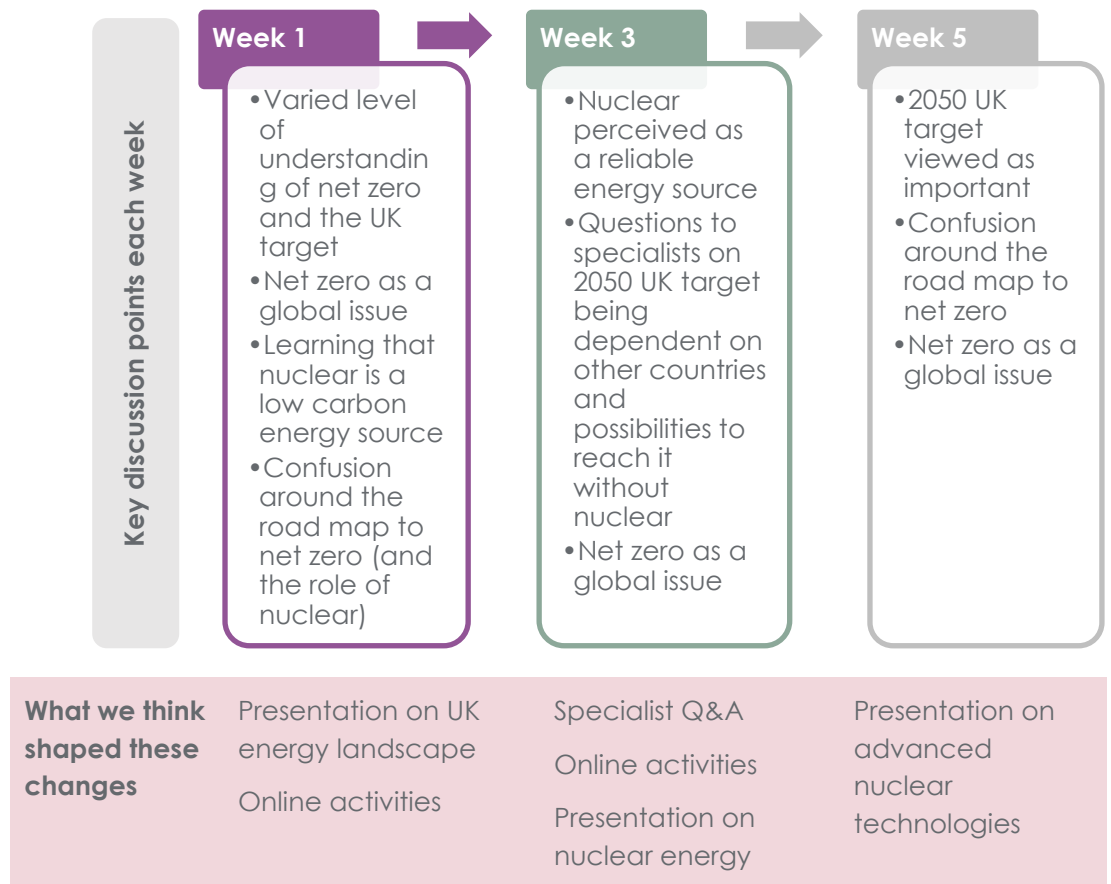 Key discussion points each week
Week 1
•Varied level
of
understandin
g of net zero
and the UK
target
•Net zero as a
global issue
•Learning that
nuclear is a
low carbon
energy source
•Confusion
around the
road map to
net zero (and
the role of
nuclear)
Week 3
•Nuclear
perceived as
a reliable
energy source
•Questions to
specialists on
2050 UK target
being
dependent on
other countries
and
possibilities to
reach it
without
nuclear
•Net zero as a
global issue
Week 5
•2050 UK
target
viewed as
important
•Confusion
around the
road map to
net zero
•Net zero as a
global issue
What we think
shaped these
changes
Presentation on UK
energy landscape
Online activities
Specialist Q&A
Online activities
Presentation on
nuclear energy
Presentation on
advanced
nuclear
technologies